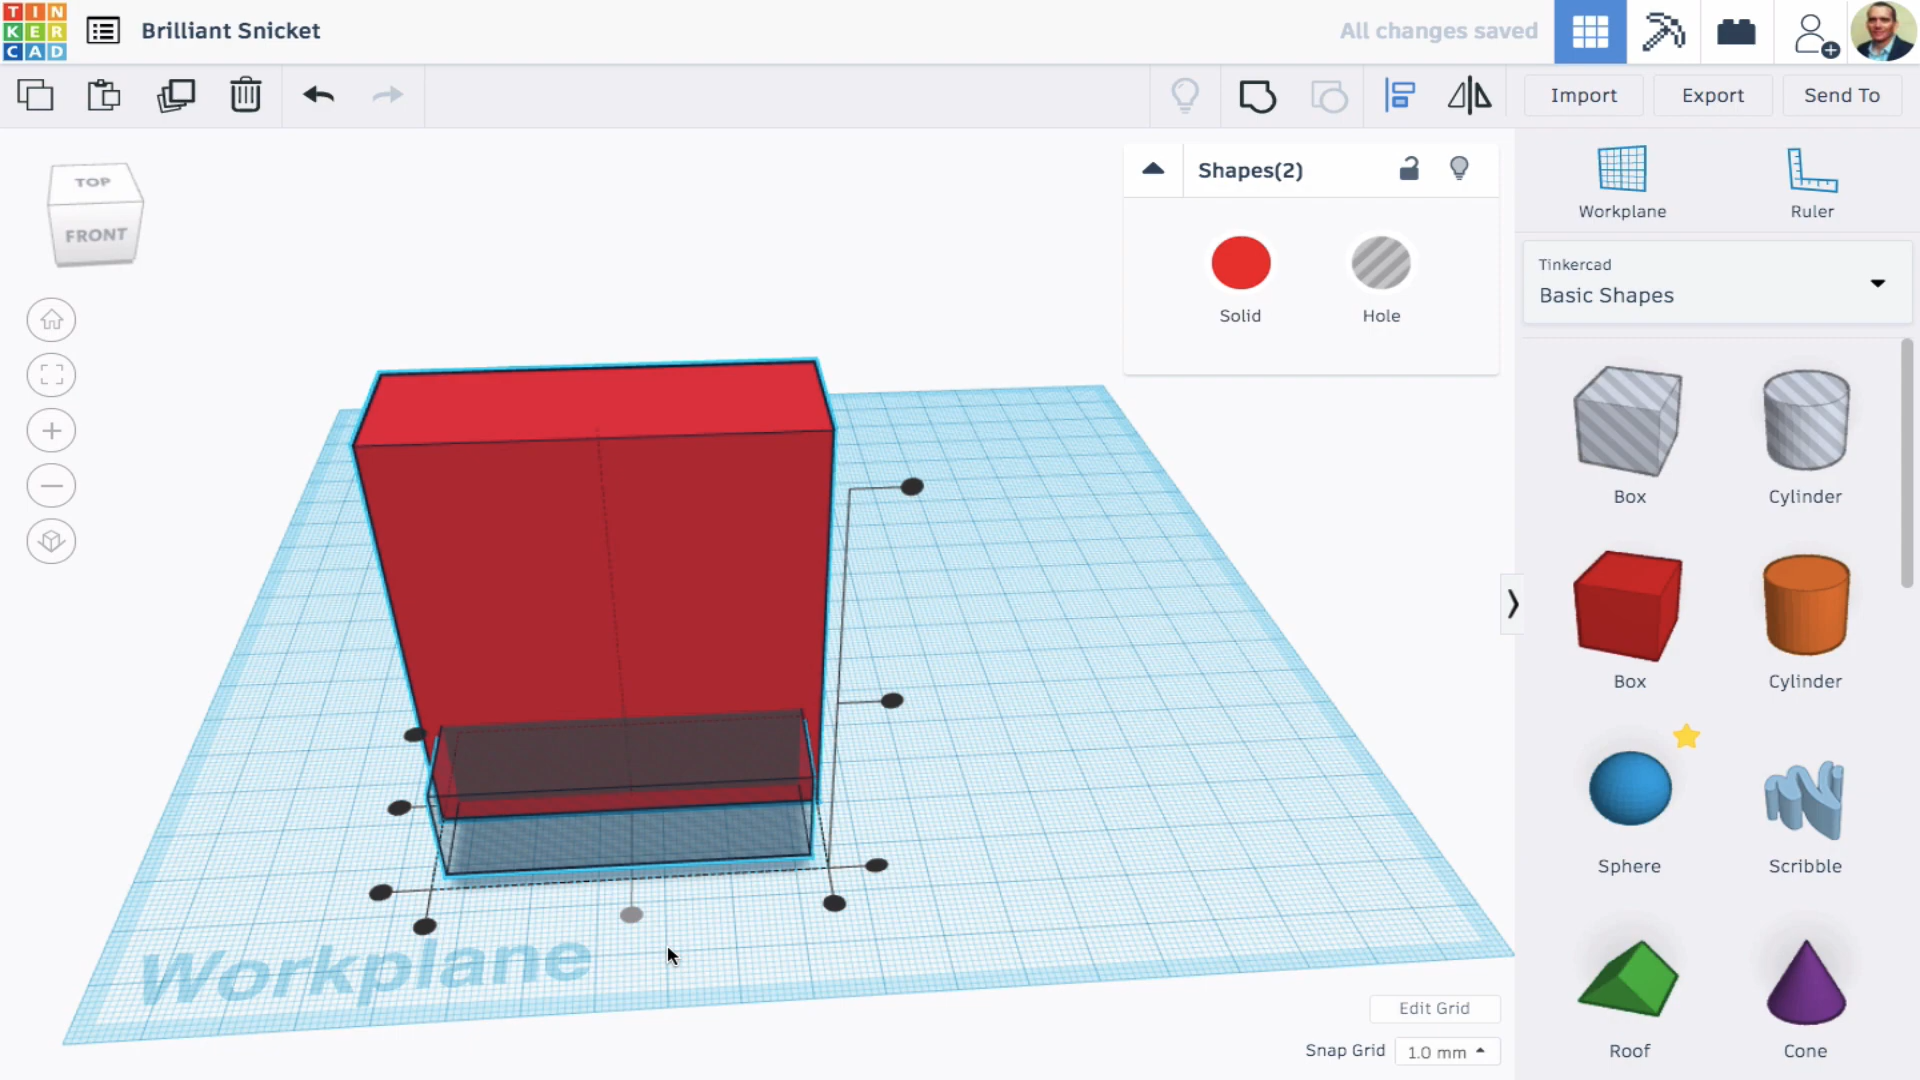 TIN
KER
CAD
Brilliant Snicket
All changes saved
Import
Export
Send To
TOP
FRONT
Shapes(2)
Solid
Hole
Workplane
Ruler
Tinkercad
Basic Shapes
Box
Cylinder
Box
Cylinder
Sphere
Scribble
Roof
Cone
Workplane
Edit Grid
Snap Grid
1.0 mm